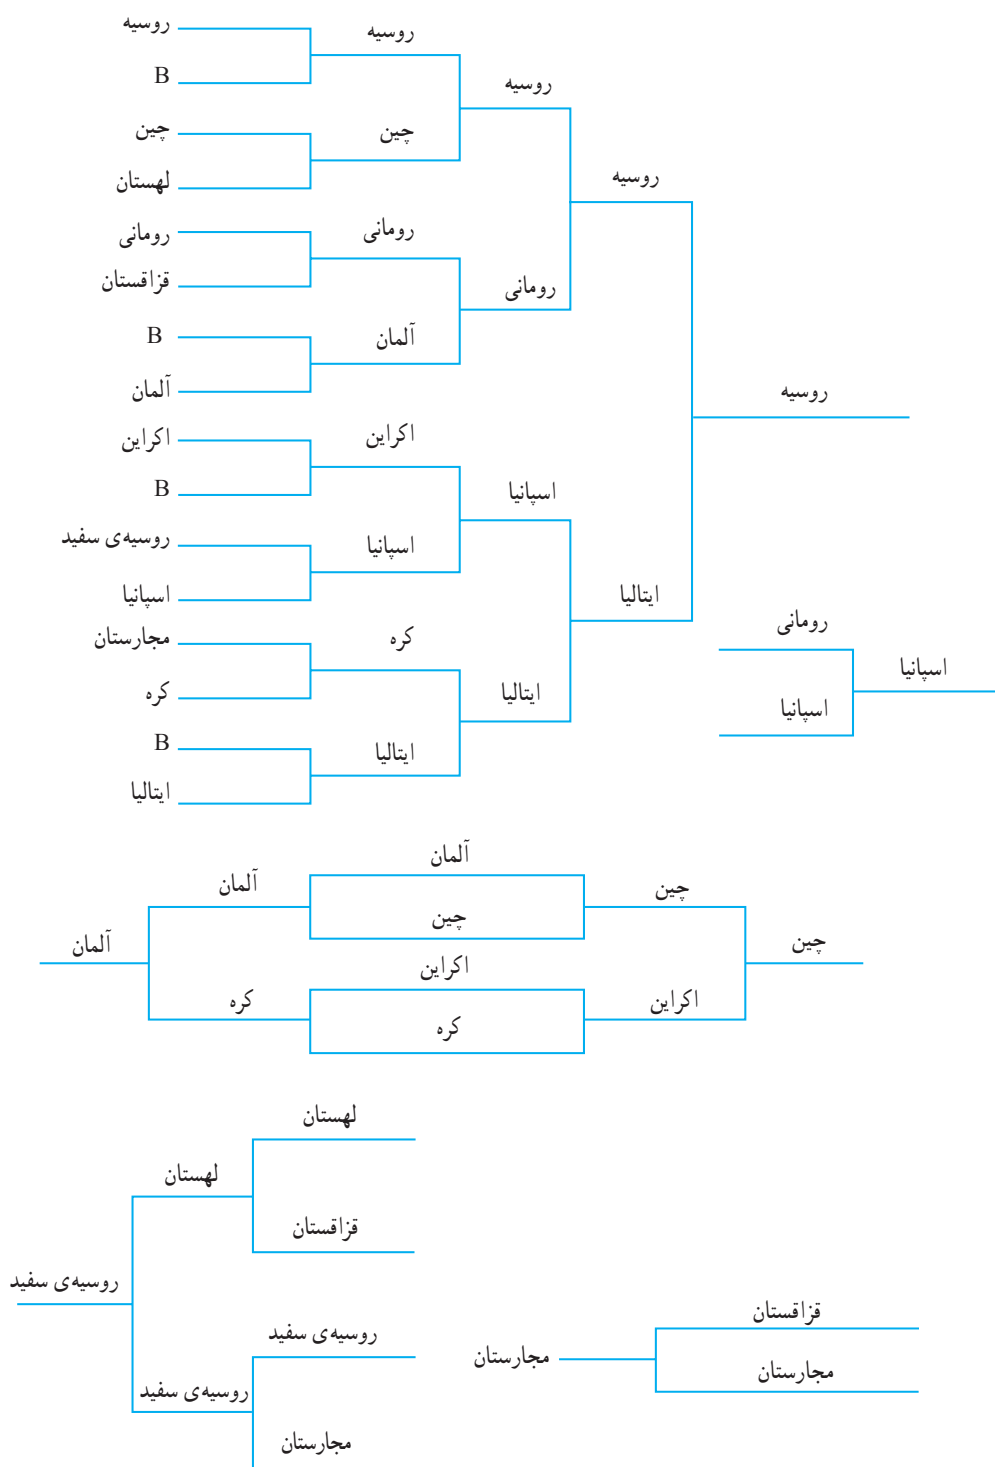 روسیه
B
چین
لهستان
رومانی
قزاقستان
B
آلمان
اکراین
B
روسیه‌ی سفید
اسپانیا
مجارستان
کره
B
ایتالیا
روسیه
چین
رومانی
آلمان
اکراین
اسپانیا
کره
ایتالیا
روسیه
رومانی
اسپانیا
ایتالیا
روسیه
ایتالیا
روسیه
رومانی
اسپانیا
اسپانیا
آلمان
چین
اکراین
کره
چین
اکراین
چین
آلمان
کره
آلمان
لهستان
قزاقستان
روسیه‌ی سفید
مجارستان
لهستان
روسیه‌ی سفید
روسیه‌ی سفید
قزاقستان
مجارستان
مجارستان